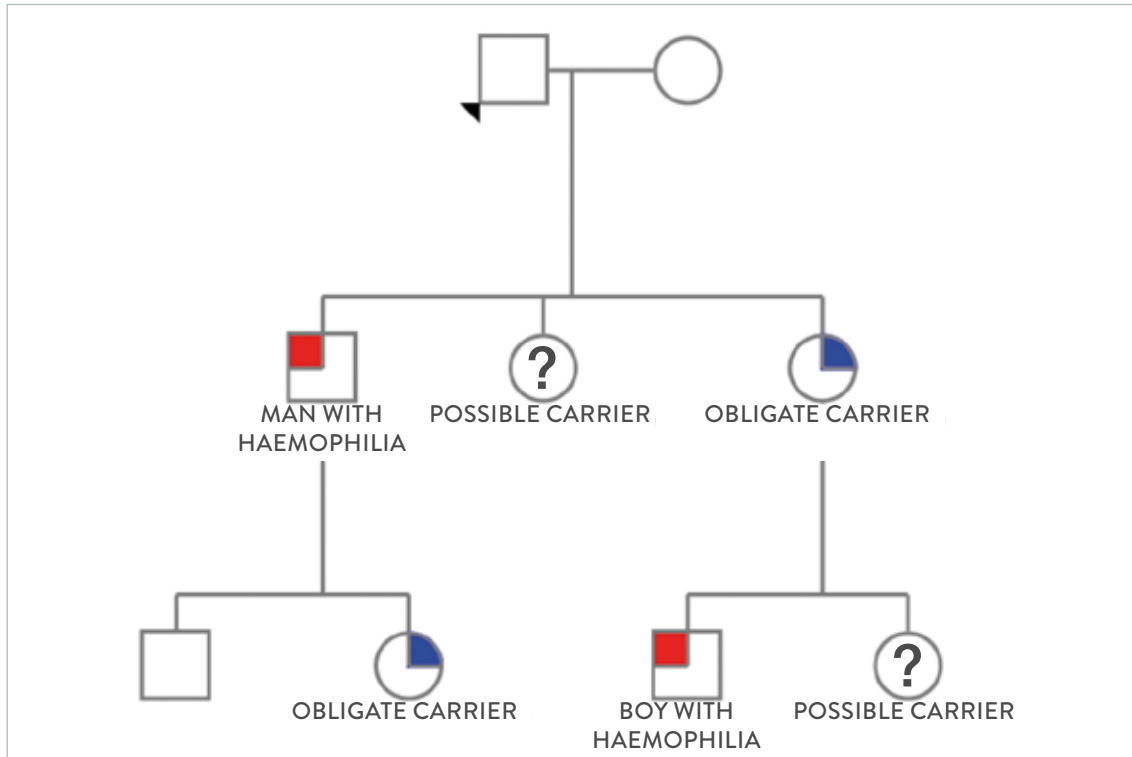 ?
MAN WITH
HAEMOPHILIA
POSSIBLE CARRIER
OBLIGATE CARRIER
?
OBLIGATE CARRIER
BOY WITH
HAEMOPHILIA
POSSIBLE CARRIER